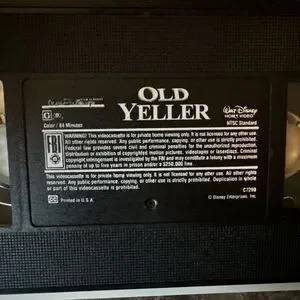 OLD
YELLER
G
Color / 84 Minutes
WALT DISNEY
HOME VIDEO
NTSC Standard
FBI
WARNING! This videocassette is for private home viewing only. It is not licensed for any other use.
All other rights reserved. Any public performance, copying, or other use is strictly prohibited.
Federal law provides severe civil and criminal penalties for the unauthorized reproduction,
distribution or exhibition of copyrighted motion pictures, videotapes or laserdiscs. Criminal
copyright infringement is investigated by the FBI and may constitute a felony with a maximum
penalty of up to five years in prison and/or a $250,000 fine.
This videocassette is for private home viewing only. It is not licensed for any other use. All other rights
reserved. Any public performance, copying, or other use is strictly prohibited. Duplication in whole
or part of this videocassette is prohibited.
CC Printed in U.S.A.
C7298
© Disney Enterprises, Inc.